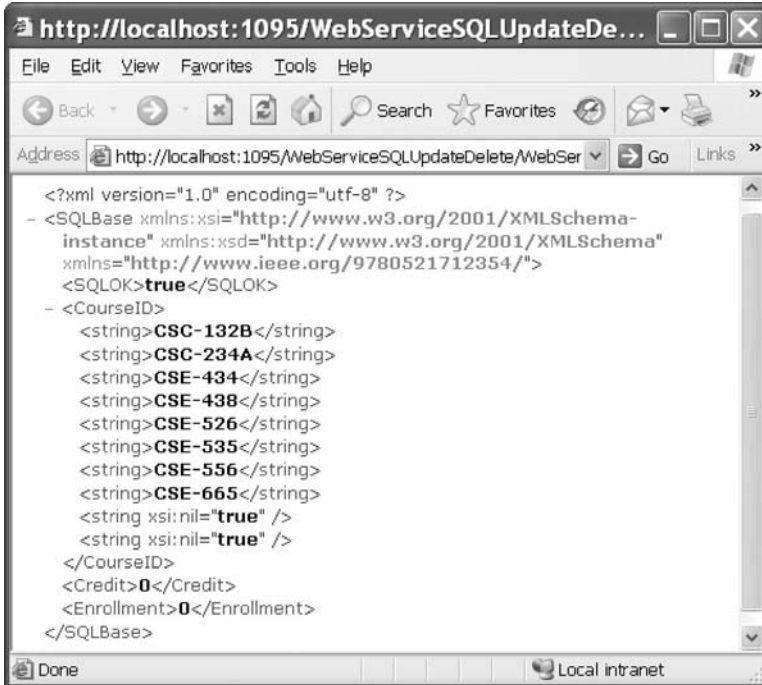 http://localhost:1095/WebServiceSQLUpdateDe...
File Edit View Favorites Tools Help
Back Search Favorites »
Address http://localhost:1095/WebServiceSQLUpdateDelete/WebSer Go Links »
<?xml version="1.0" encoding="utf-8" ?>
- <SQLBase xmlns:xsi="http://www.w3.org/2001/XMLSchema-
instance" xmlns:xsd="http://www.w3.org/2001/XMLSchema"
xmlns="http://www.ieee.org/9780521712354/">
<SQLOK>true</SQLOK>
- <CourseID>
<string>CSC-132B</string>
<string>CSC-234A</string>
<string>CSE-434</string>
<string>CSE-438</string>
<string>CSE-526</string>
<string>CSE-535</string>
<string>CSE-556</string>
<string>CSE-665</string>
<string xsi:nil="true" />
<string xsi:nil="true" />
</CourseID>
<Credit>0</Credit>
<Enrollment>0</Enrollment>
</SQLBase>
Done Local intranet